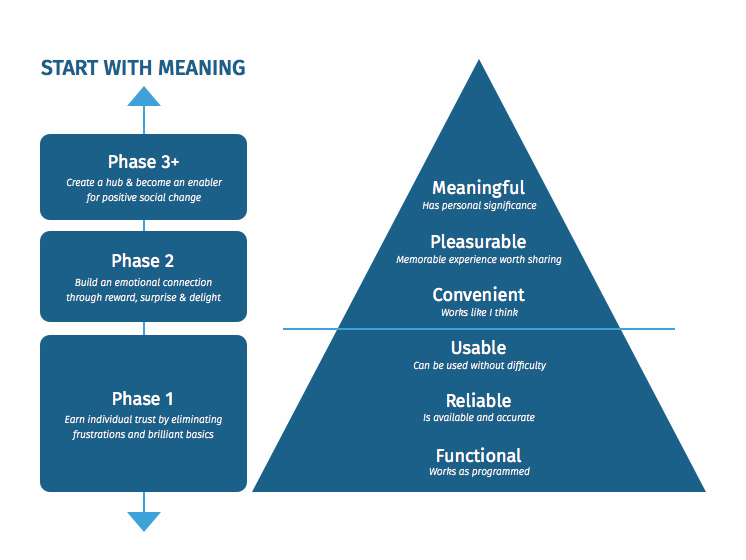 START WITH MEANING
Phase 3+
Create a hub & become an enabler
for positive social change
Phase 2
Build an emotional connection
through reward, surprise & delight
Phase 1
Earn individual trust by eliminating
frustrations and brilliant basics
Meaningful
Has personal significance
Pleasurable
Memorable experience worth sharing
Convenient
Works like I think
Usable
Can be used without difficulty
Reliable
Is available and accurate
Functional
Works as programmed